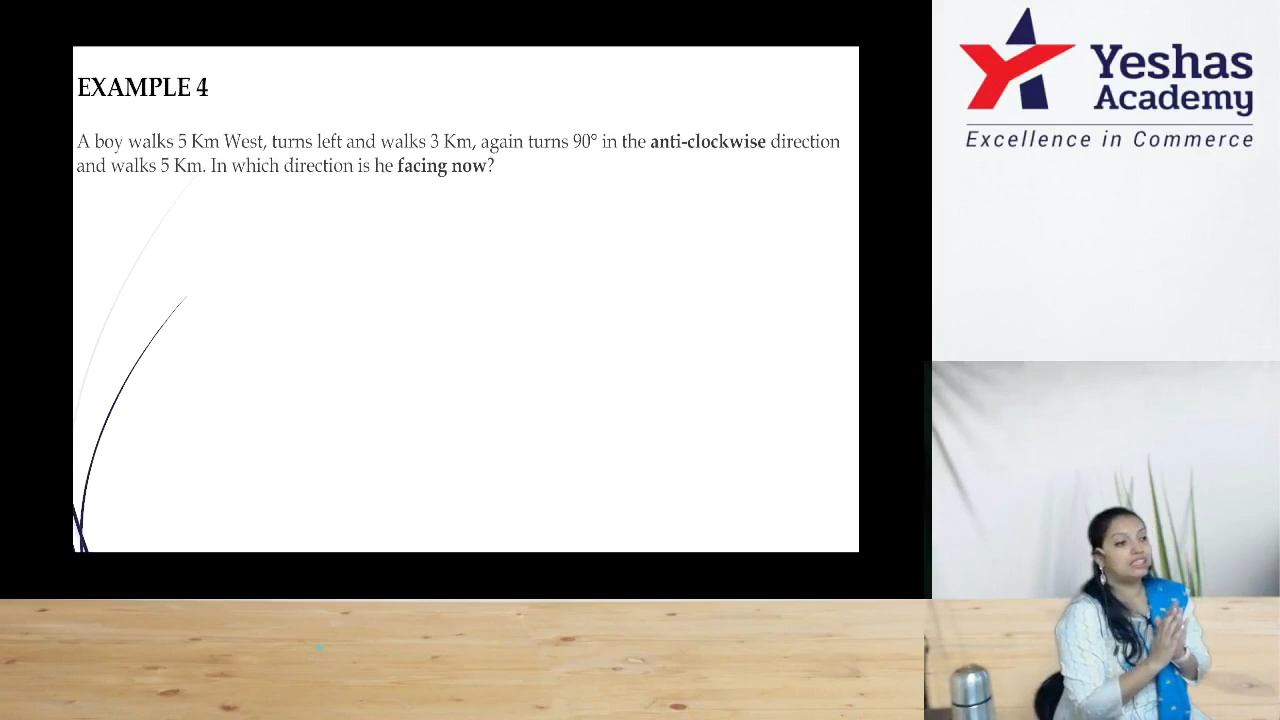 EXAMPLE 4
A boy walks 5 Km West, turns left and walks 3 Km, again turns 90° in the anti-clockwise direction
and walks 5 Km. In which direction is he facing now?
Yeshas
Academy
Excellence in Commerce